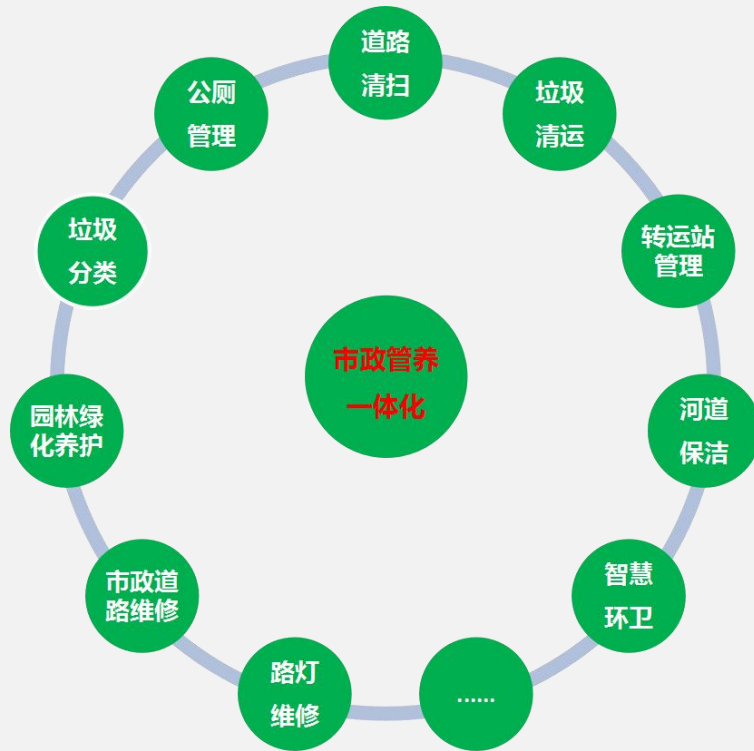 道路
清扫
垃圾
清运
转运站
管理
河道
保洁
智慧
环卫
......
路灯
维修
市政道
路维修
园林绿
化养护
垃圾
分类
公厕
管理
市政管养
一体化